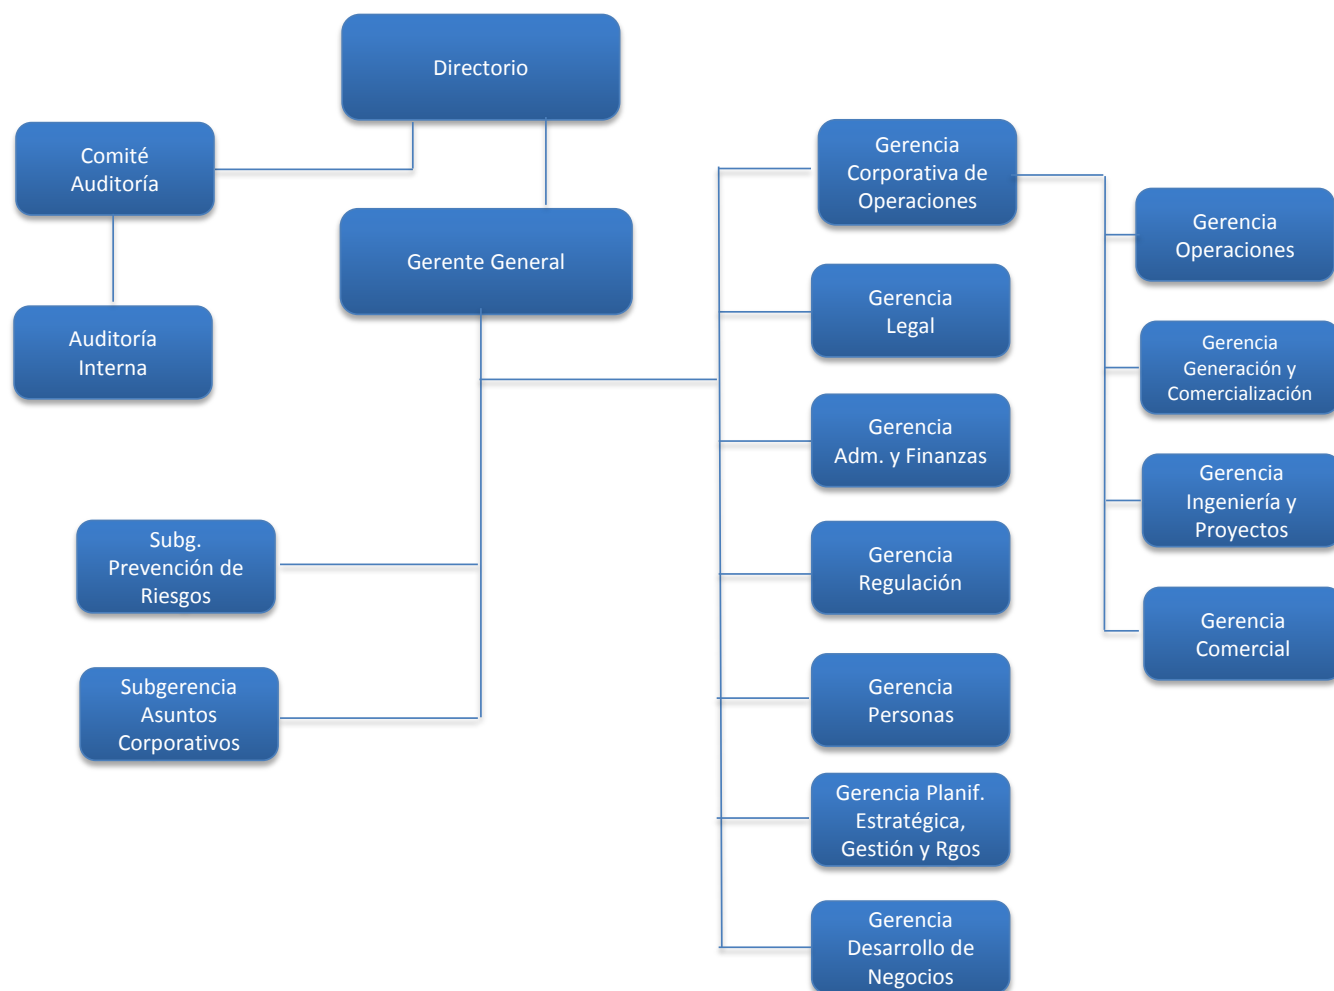 Directorio
Comité
Auditoría
Gerente General
Auditoría
Interna
Subg.
Prevención de
Riesgos
Subgerencia
Asuntos
Corporativos
Gerencia
Corporativa de
Operaciones
Gerencia
Legal
Gerencia
Adm. y Finanzas
Gerencia
Regulación
Gerencia
Personas
Gerencia Planif.
Estratégica,
Gestión y Rgos
Gerencia
Desarrollo de
Negocios
Gerencia
Operaciones
Gerencia
Generación y
Comercialización
Gerencia
Ingeniería y
Proyectos
Gerencia
Comercial